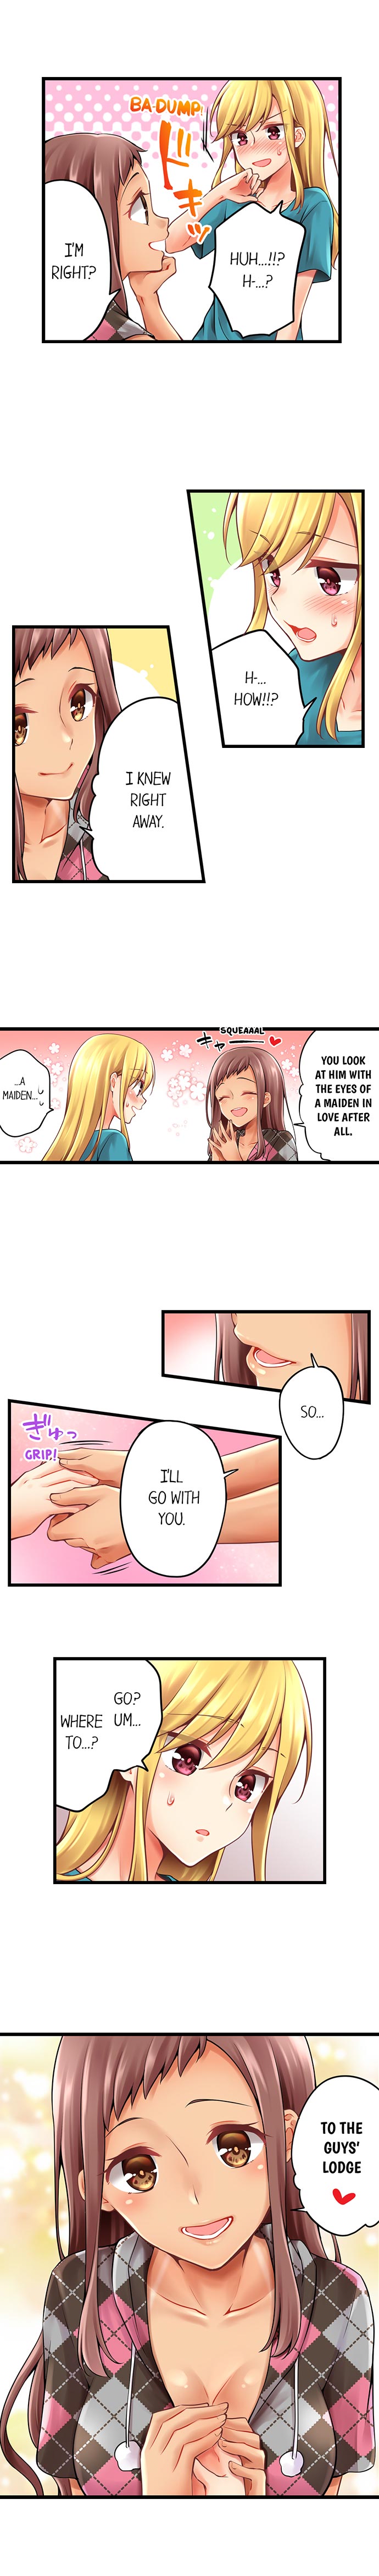 BA-DUMP!
ドキッ
I'M
RIGHT?
HUH...!!?
H-...?
H-...
HOW!!?
I KNEW
RIGHT
AWAY.
SQUEAAAL
キャー
YOU LOOK
AT HIM WITH
THE EYES OF
A MAIDEN IN
LOVE AFTER
ALL.
...A
MAIDEN...
SO...
ぎゅっ
GRIP!
I'LL
GO WITH
YOU.
GO?
UM...
WHERE
TO...?
TO THE
GUYS'
LODGE